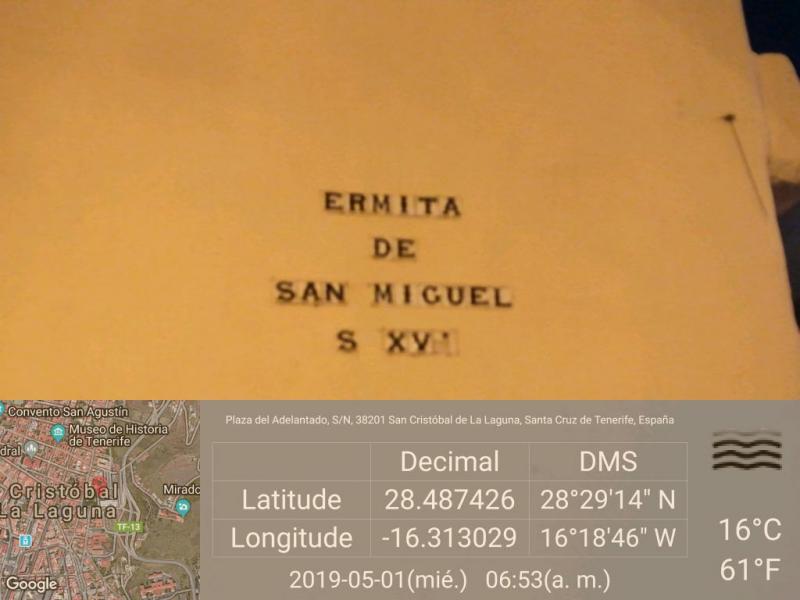 ERMITA
DE
SAN MIGUEL
S XVI
Convento San Agustín
Museo de Historia
de Tenerife
dral
Cristóbal
La Laguna
Mirado
TF-13
Google
Plaza del Adelantado, S/N, 38201 San Cristóbal de La Laguna, Santa Cruz de Tenerife, España
Decimal DMS
Latitude 28.487426 28°29'14" N
Longitude -16.313029 16°18'46" W
2019-05-01(mié.) 06:53(a. m.)
16°C
61°F